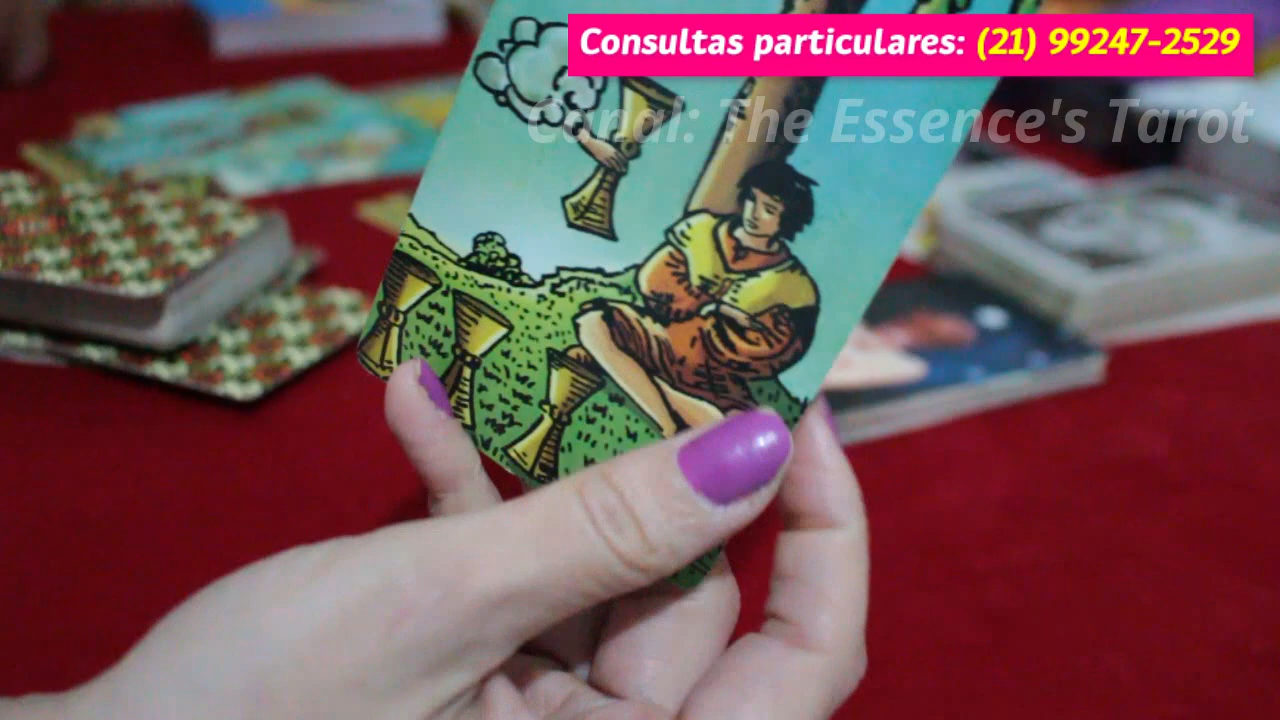 Consultas particulares: (21) 99247-2529
Canal: The Essence's Tarot